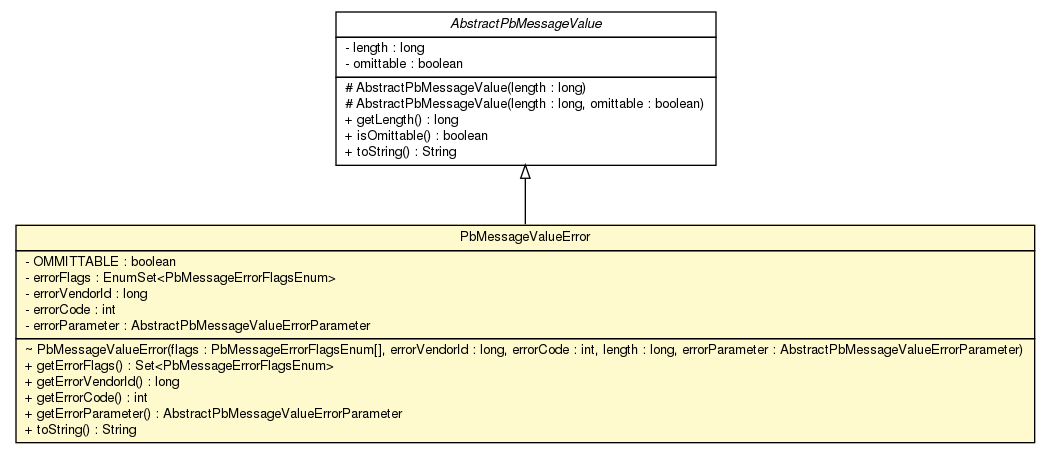 AbstractPbMessageValue
- length : long
- omittable : boolean
# AbstractPbMessageValue(length : long)
# AbstractPbMessageValue(length : long, omittable : boolean)
+ getLength() : long
+ isOmittable() : boolean
+ toString() : String
PbMessageValueError
- OMMITTABLE : boolean
- errorFlags : EnumSet<PbMessageErrorFlagsEnum>
- errorVendorId : long
- errorCode : int
- errorParameter : AbstractPbMessageValueErrorParameter
~ PbMessageValueError(flags : PbMessageErrorFlagsEnum[], errorVendorId : long, errorCode : int, length : long, errorParameter : AbstractPbMessageValueErrorParameter)
+ getErrorFlags() : Set<PbMessageErrorFlagsEnum>
+ getErrorVendorId() : long
+ getErrorCode() : int
+ getErrorParameter() : AbstractPbMessageValueErrorParameter
+ toString() : String